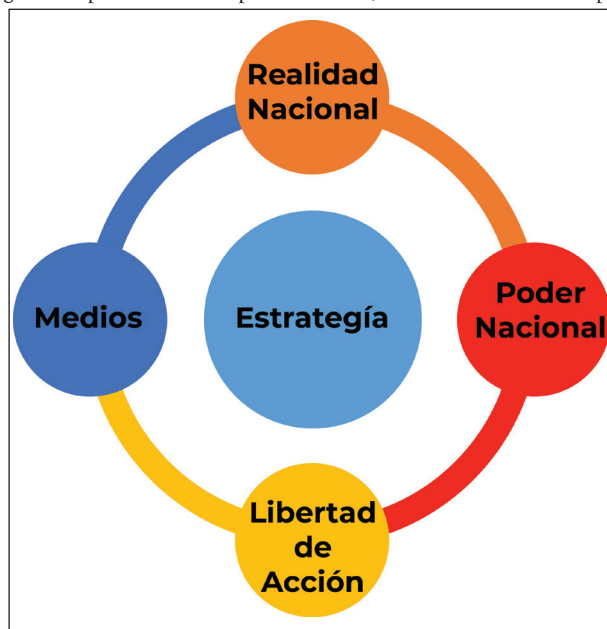 Realidad
Nacional
Medios
Estrategía
Poder
Nacional
Libertad
de
Acción